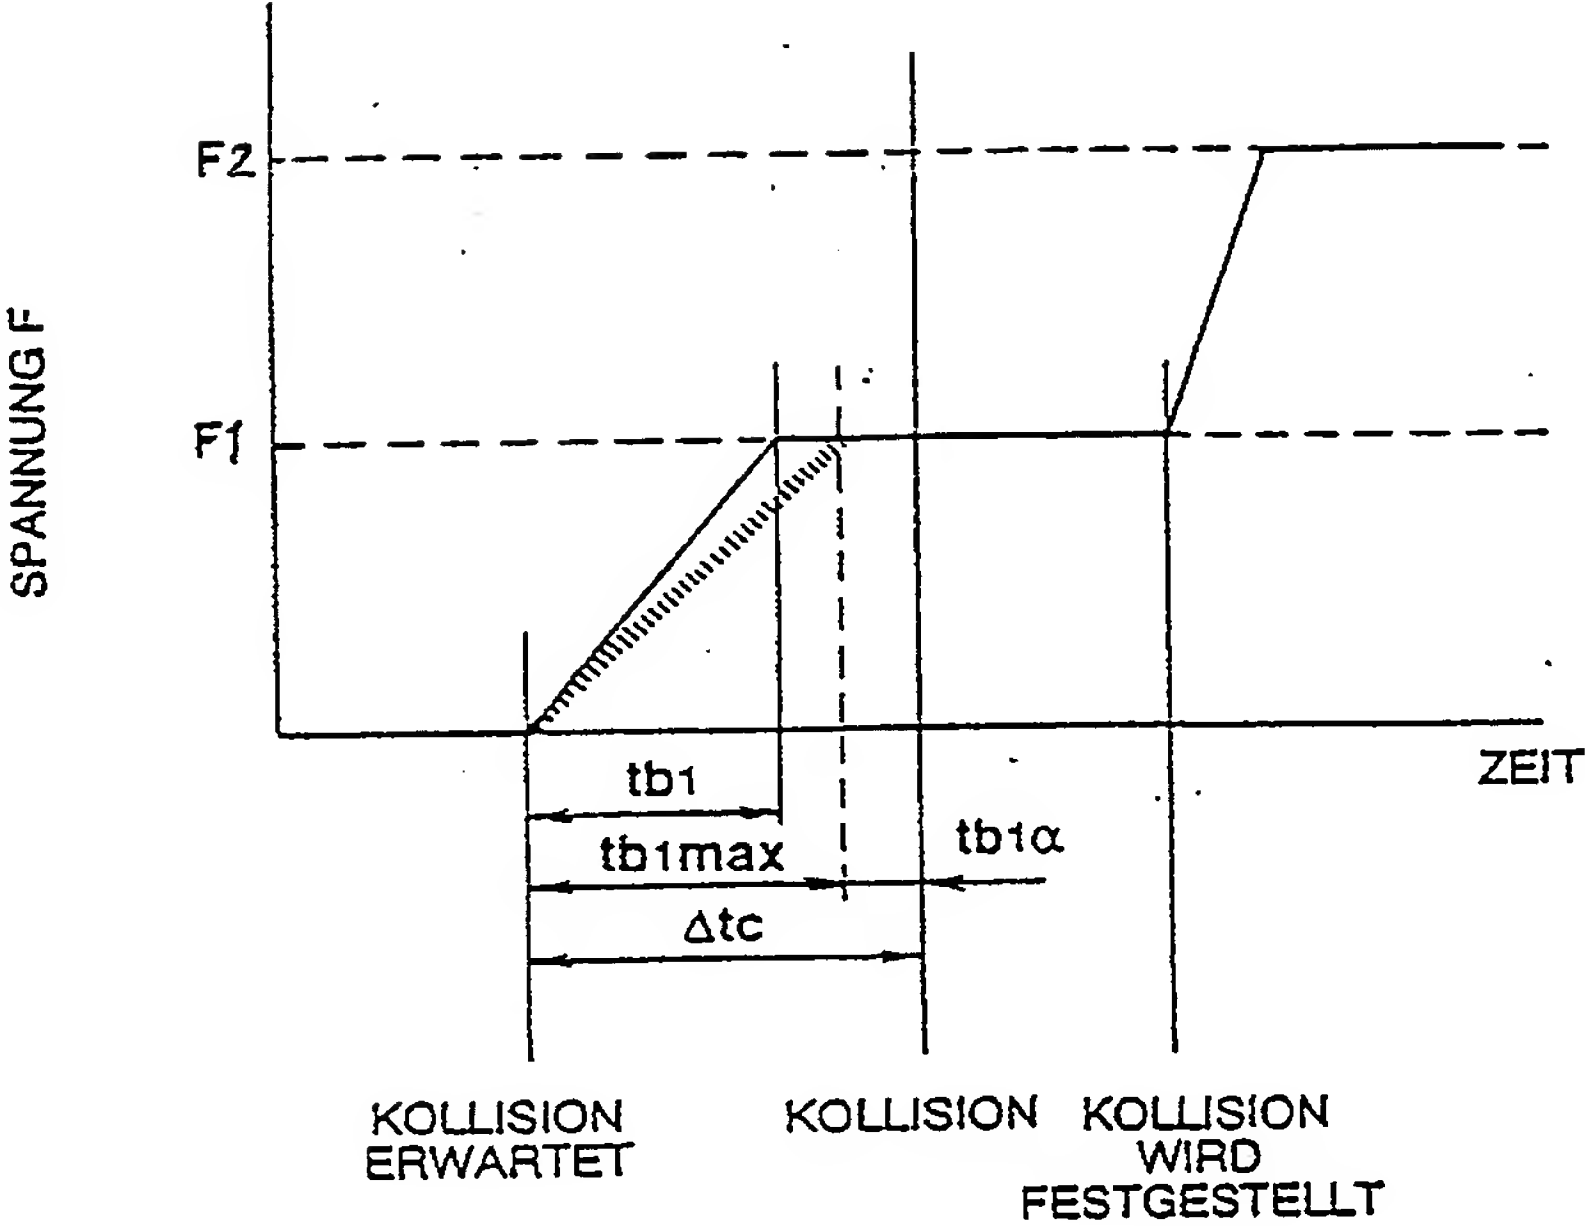 F2
SPANNUNG F
F1
ZEIT
tb1
tb1max
tb1α
Δtc
KOLLISION
ERWARTET
KOLLISION
KOLLISION
WIRD
FESTGESTELLT